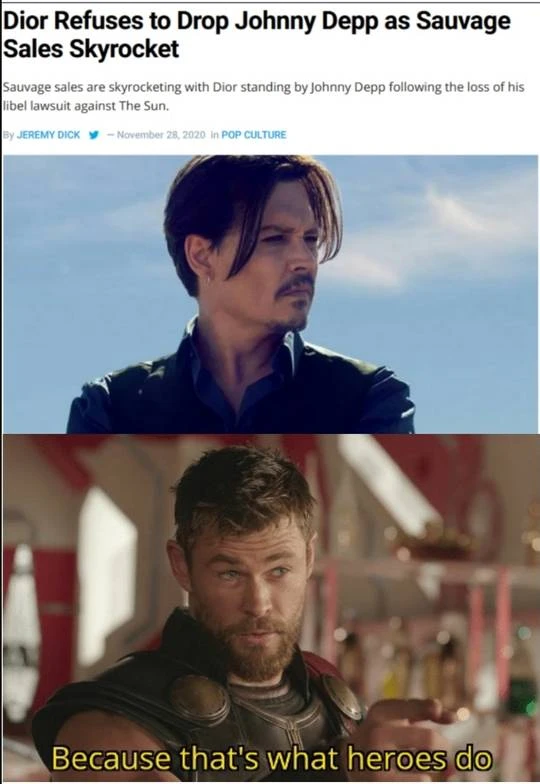 Dior Refuses to Drop Johnny Depp as Sauvage
Sales Skyrocket
Sauvage sales are skyrocketing with Dior standing by Johnny Depp following the loss of his
libel lawsuit against The Sun.
By JEREMY DICK — November 28, 2020 in POP CULTURE
Because that's what heroes do